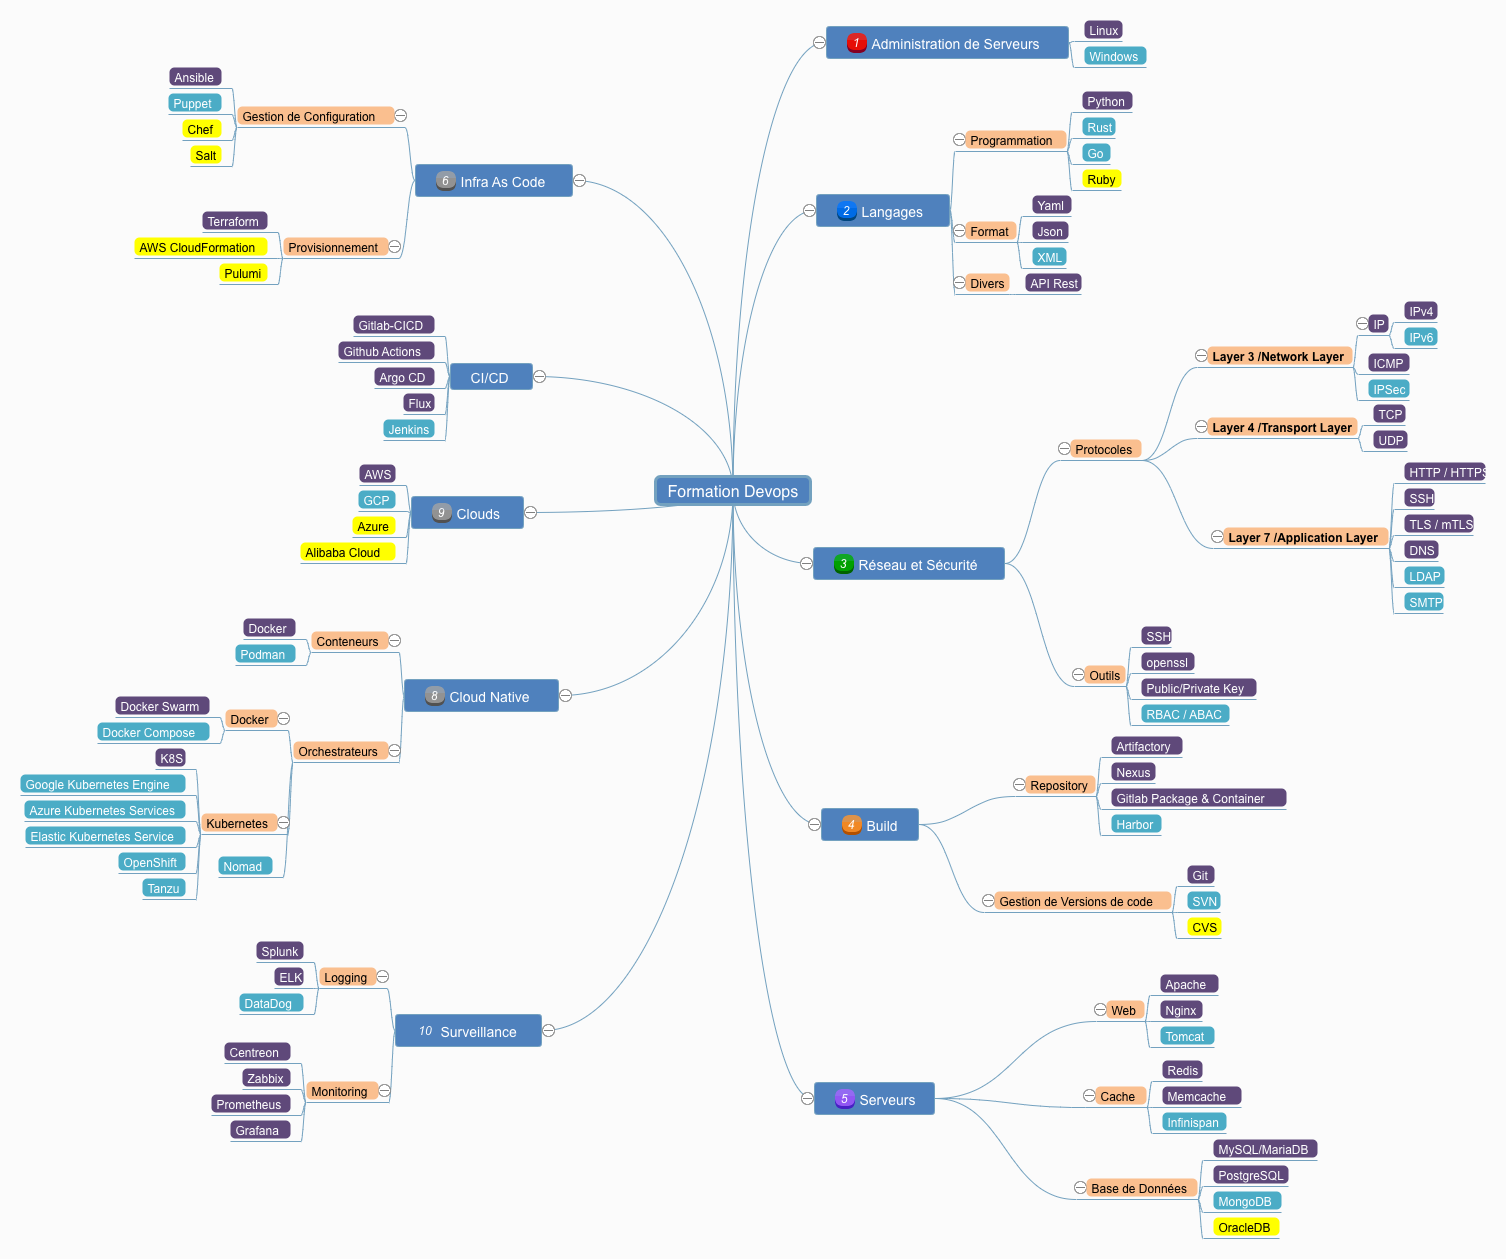 Formation Devops
1 Administration de Serveurs
Linux
Windows
2 Langages
Programmation
Python
Rust
Go
Ruby
Format
Yaml
Json
XML
Divers
API Rest
3 Réseau et Sécurité
Protocoles
Layer 3 /Network Layer
IP
IPv4
IPv6
ICMP
IPSec
Layer 4 /Transport Layer
TCP
UDP
Layer 7 /Application Layer
HTTP / HTTPS
SSH
TLS / mTLS
DNS
LDAP
SMTP
Outils
SSH
openssl
Public/Private Key
RBAC / ABAC
4 Build
Repository
Artifactory
Nexus
Gitlab Package & Container
Harbor
Gestion de Versions de code
Git
SVN
CVS
5 Serveurs
Web
Apache
Nginx
Tomcat
Cache
Redis
Memcache
Infinispan
Base de Données
MySQL/MariaDB
PostgreSQL
MongoDB
OracleDB
6 Infra As Code
Gestion de Configuration
Ansible
Puppet
Chef
Salt
Provisionnement
Terraform
AWS CloudFormation
Pulumi
CI/CD
Gitlab-CICD
Github Actions
Argo CD
Flux
Jenkins
9 Clouds
AWS
GCP
Azure
Alibaba Cloud
8 Cloud Native
Conteneurs
Docker
Podman
Orchestrateurs
Docker
Docker Swarm
Docker Compose
Kubernetes
K8S
Google Kubernetes Engine
Azure Kubernetes Services
Elastic Kubernetes Service
OpenShift
Tanzu
Nomad
10 Surveillance
Logging
Splunk
ELK
DataDog
Monitoring
Centreon
Zabbix
Prometheus
Grafana